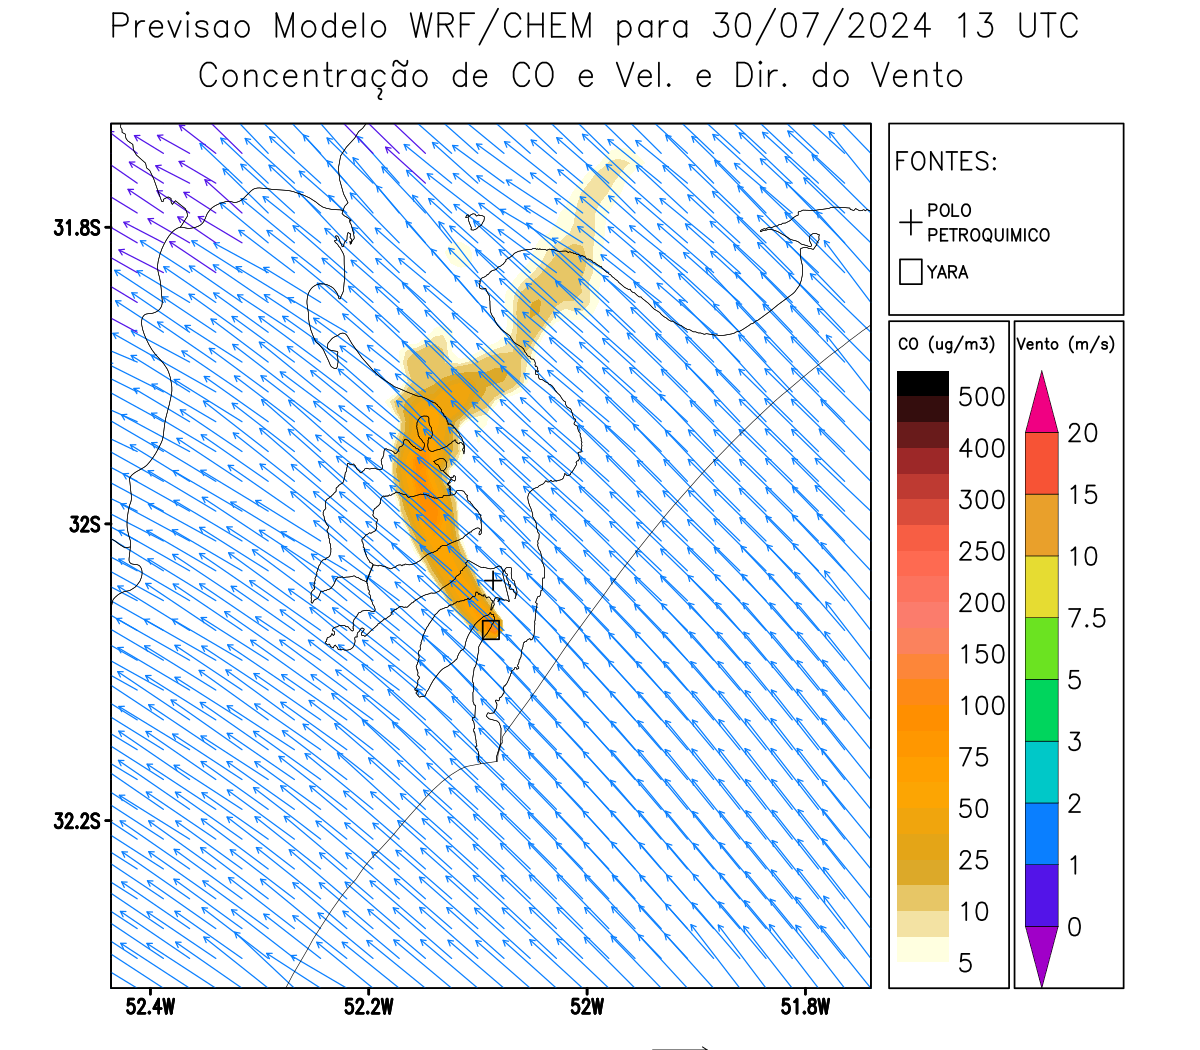 Previsao Modelo WRF/CHEM para 30/07/2024 13 UTC
Concentração de CO e Vel. e Dir. do Vento
FONTES:
POLO
PETROQUIMICO
YARA
CO (ug/m3)
500
400
300
250
200
150
100
75
50
25
10
5
Vento (m/s)
20
15
10
7.5
5
3
2
1
0
31.8S
32S
32.2S
52.4W
52.2W
52W
51.8W